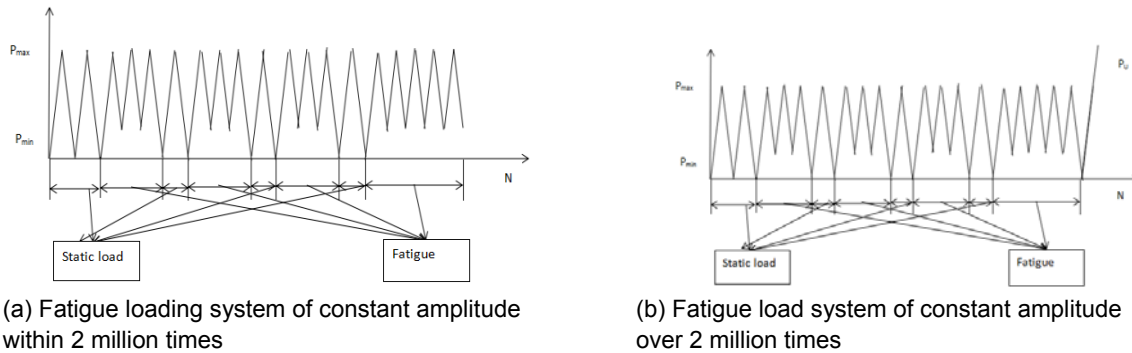 Pmax
Pmin
N
Static load
Fatigue
(a) Fatigue loading system of constant amplitude
within 2 million times
Pmax
Pu
Pmin
N
Static load
Fatigue
(b) Fatigue load system of constant amplitude
over 2 million times